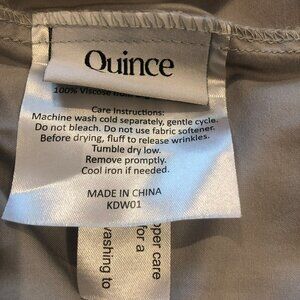 Quince
100% Viscose from
Care Instructions:
Machine wash cold separately, gentle cycle.
Do not bleach. Do not use fabric softener.
Before drying, fluff to release wrinkles.
Tumble dry low.
Remove promptly.
Cool iron if needed.
MADE IN CHINA
KDW01
per care
for a
washing to